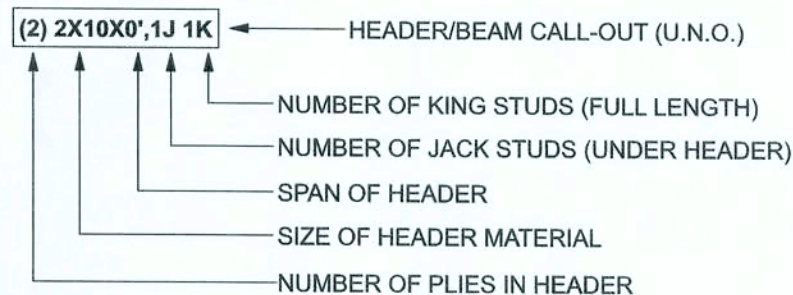 (2) 2X10X0',1J 1K
HEADER/BEAM CALL-OUT (U.N.O.)
NUMBER OF KING STUDS (FULL LENGTH)
NUMBER OF JACK STUDS (UNDER HEADER)
SPAN OF HEADER
SIZE OF HEADER MATERIAL
NUMBER OF PLIES IN HEADER